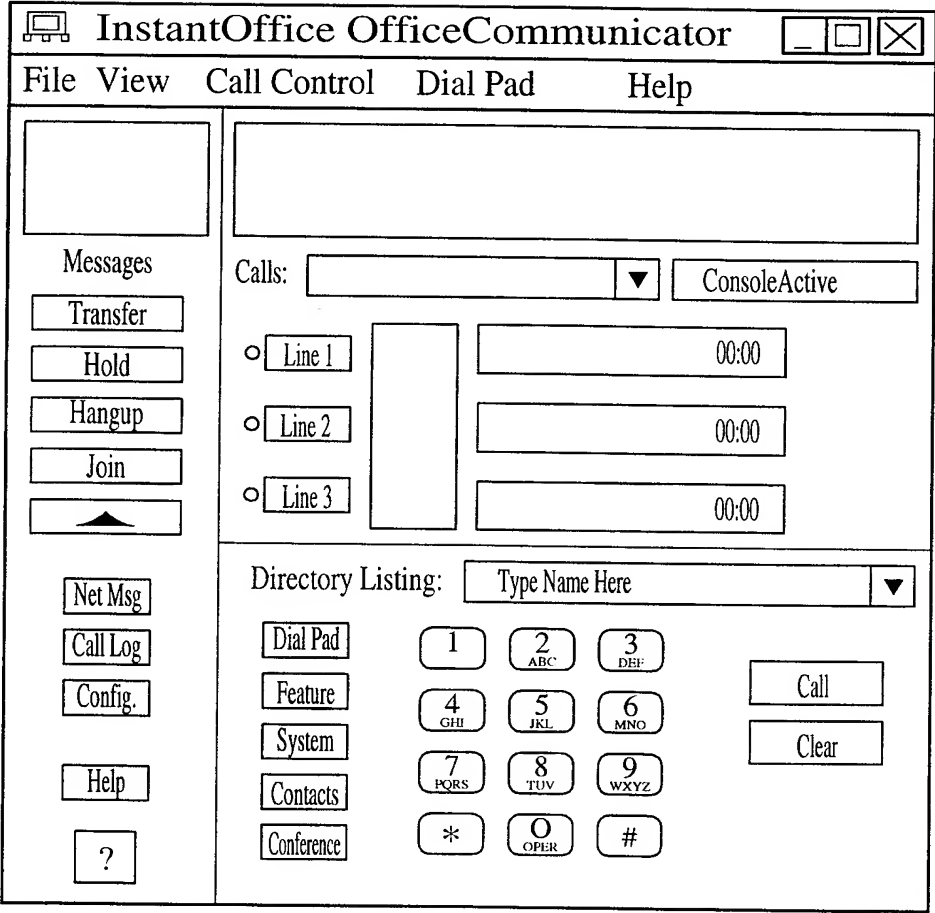 InstantOffice OfficeCommunicator
File View Call Control Dial Pad Help
Messages
Transfer
Hold
Hangup
Join
Net Msg
Call Log
Config.
Help
?
Calls:
ConsoleActive
Line 1
00:00
Line 2
00:00
Line 3
00:00
Directory Listing: Type Name Here
Dial Pad
Feature
System
Contacts
Conference
1
2
ABC
3
DEF
4
GHI
5
JKL
6
MNO
7
PQRS
8
TUV
9
WXYZ
*
O
OPER
#
Call
Clear